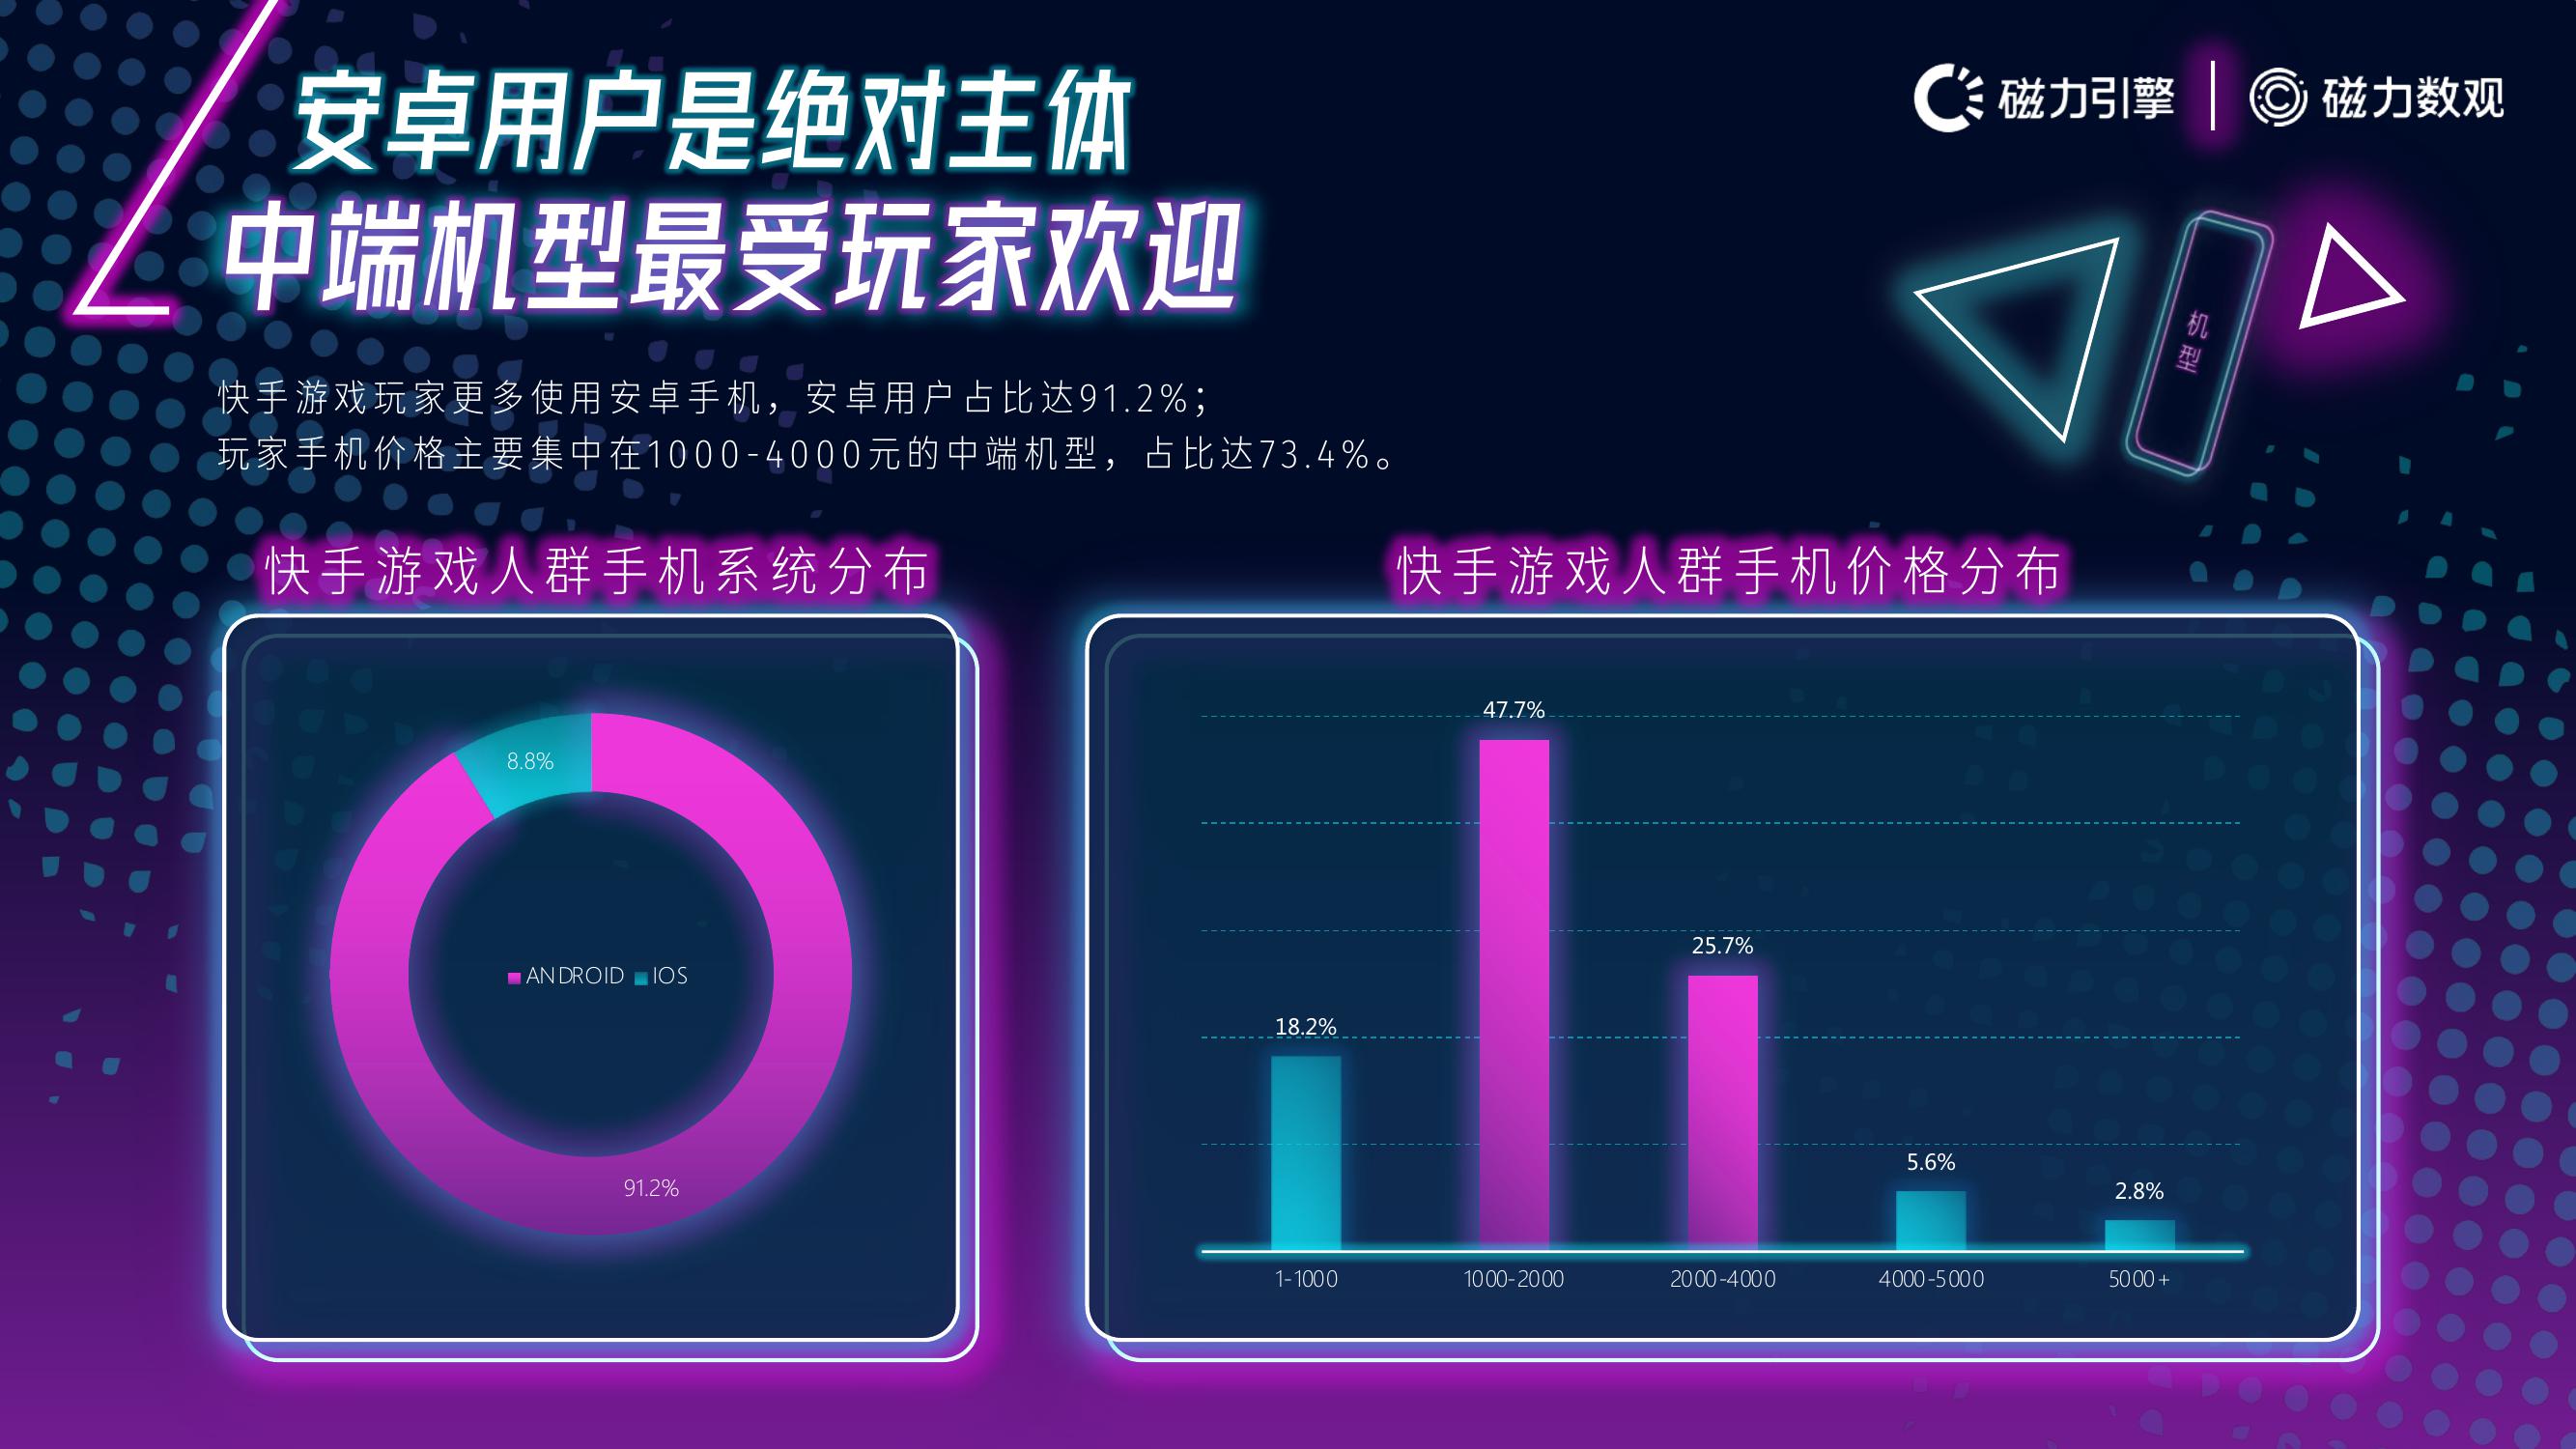 安卓用户是绝对主体
中端机型最受玩家欢迎
磁力引擎
磁力数观
机型
快手游戏玩家更多使用安卓手机，安卓用户占比达91.2%；
玩家手机价格主要集中在1000-4000元的中端机型，占比达73.4%。
快手游戏人群手机系统分布
8.8%
ANDROID IOS
91.2%
快手游戏人群手机价格分布
47.7%
25.7%
18.2%
5.6%
2.8%
1-1000 1000-2000 2000-4000 4000-5000 5000+